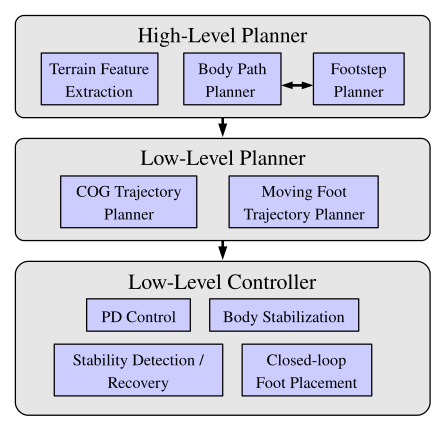 High-Level Planner
Terrain Feature
Extraction
Body Path
Planner
Footstep
Planner
Low-Level Planner
COG Trajectory
Planner
Moving Foot
Trajectory Planner
Low-Level Controller
PD Control
Body Stabilization
Stability Detection /
Recovery
Closed-loop
Foot Placement